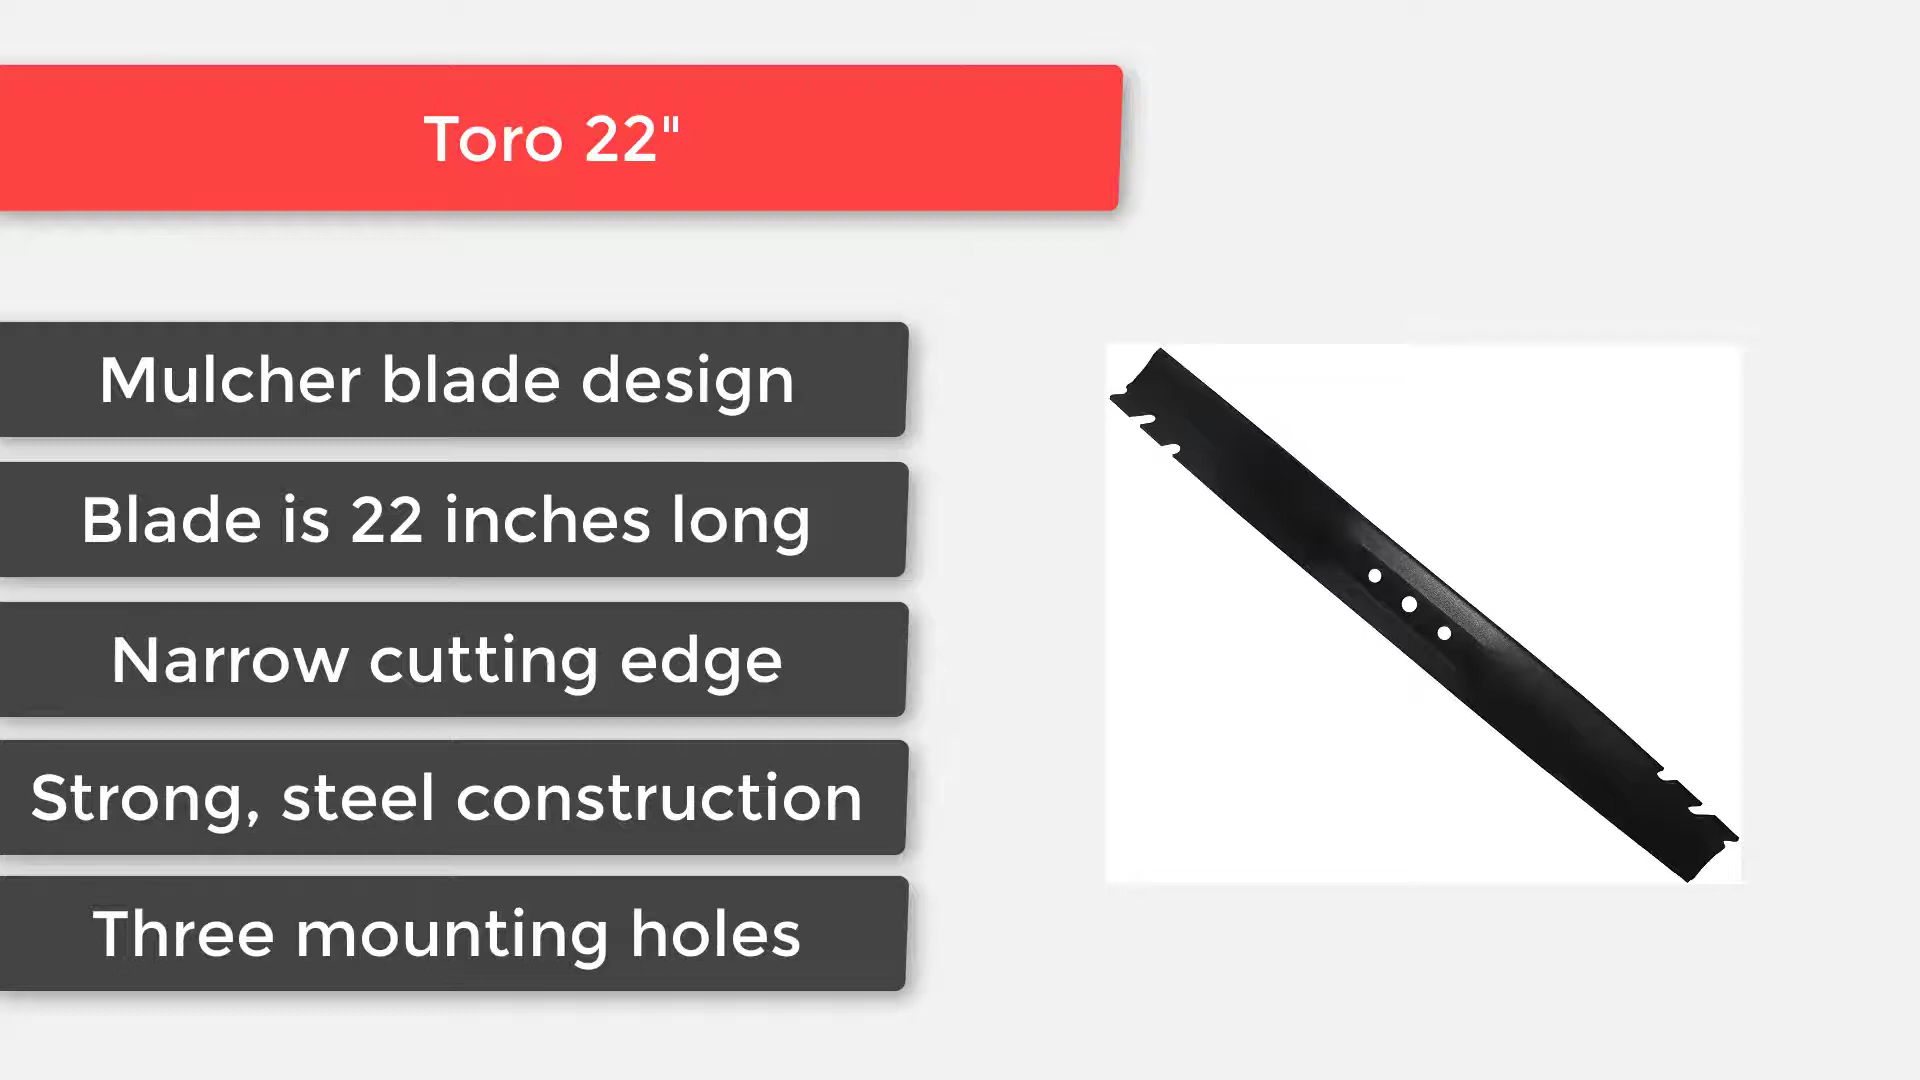 Toro 22"
Mulcher blade design
Blade is 22 inches long
Narrow cutting edge
Strong, steel construction
Three mounting holes